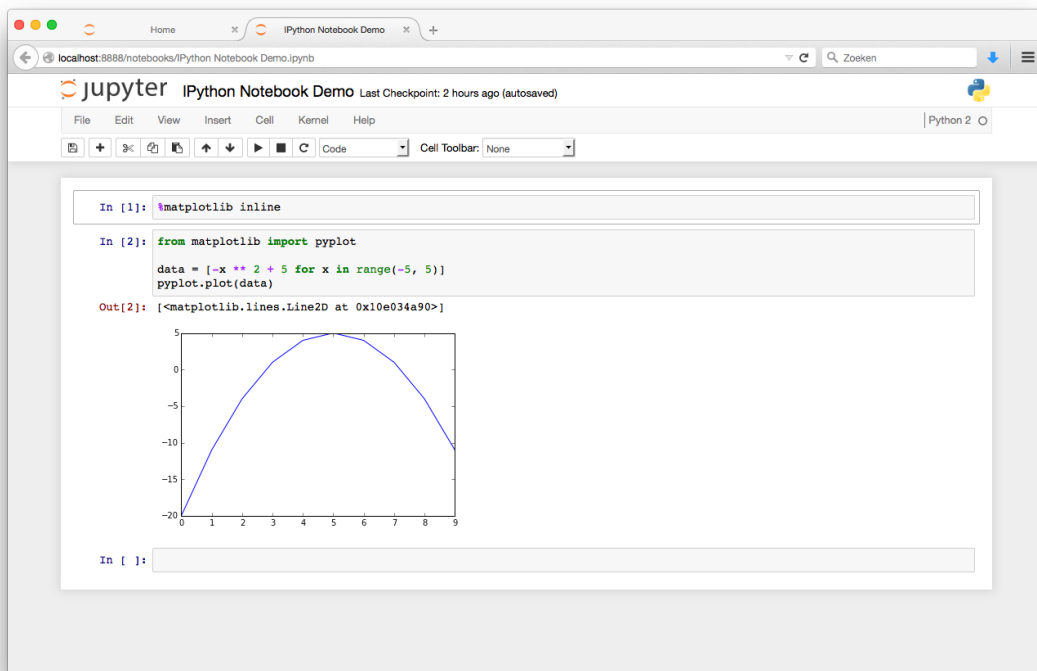 Home
IPython Notebook Demo
localhost:8888/notebooks/IPython Notebook Demo.ipynb
Zoeken
jupyter IPython Notebook Demo Last Checkpoint: 2 hours ago (autosaved)
File Edit View Insert Cell Kernel Help Python 2
Code Cell Toolbar: None
In [1]: %matplotlib inline
In [2]: from matplotlib import pyplot
data = [-x ** 2 + 5 for x in range(-5, 5)]
pyplot.plot(data)
Out[2]: [<matplotlib.lines.Line2D at 0x10e034a90>]
5
0
−5
−10
−15
−20
0 1 2 3 4 5 6 7 8 9
In [ ]: